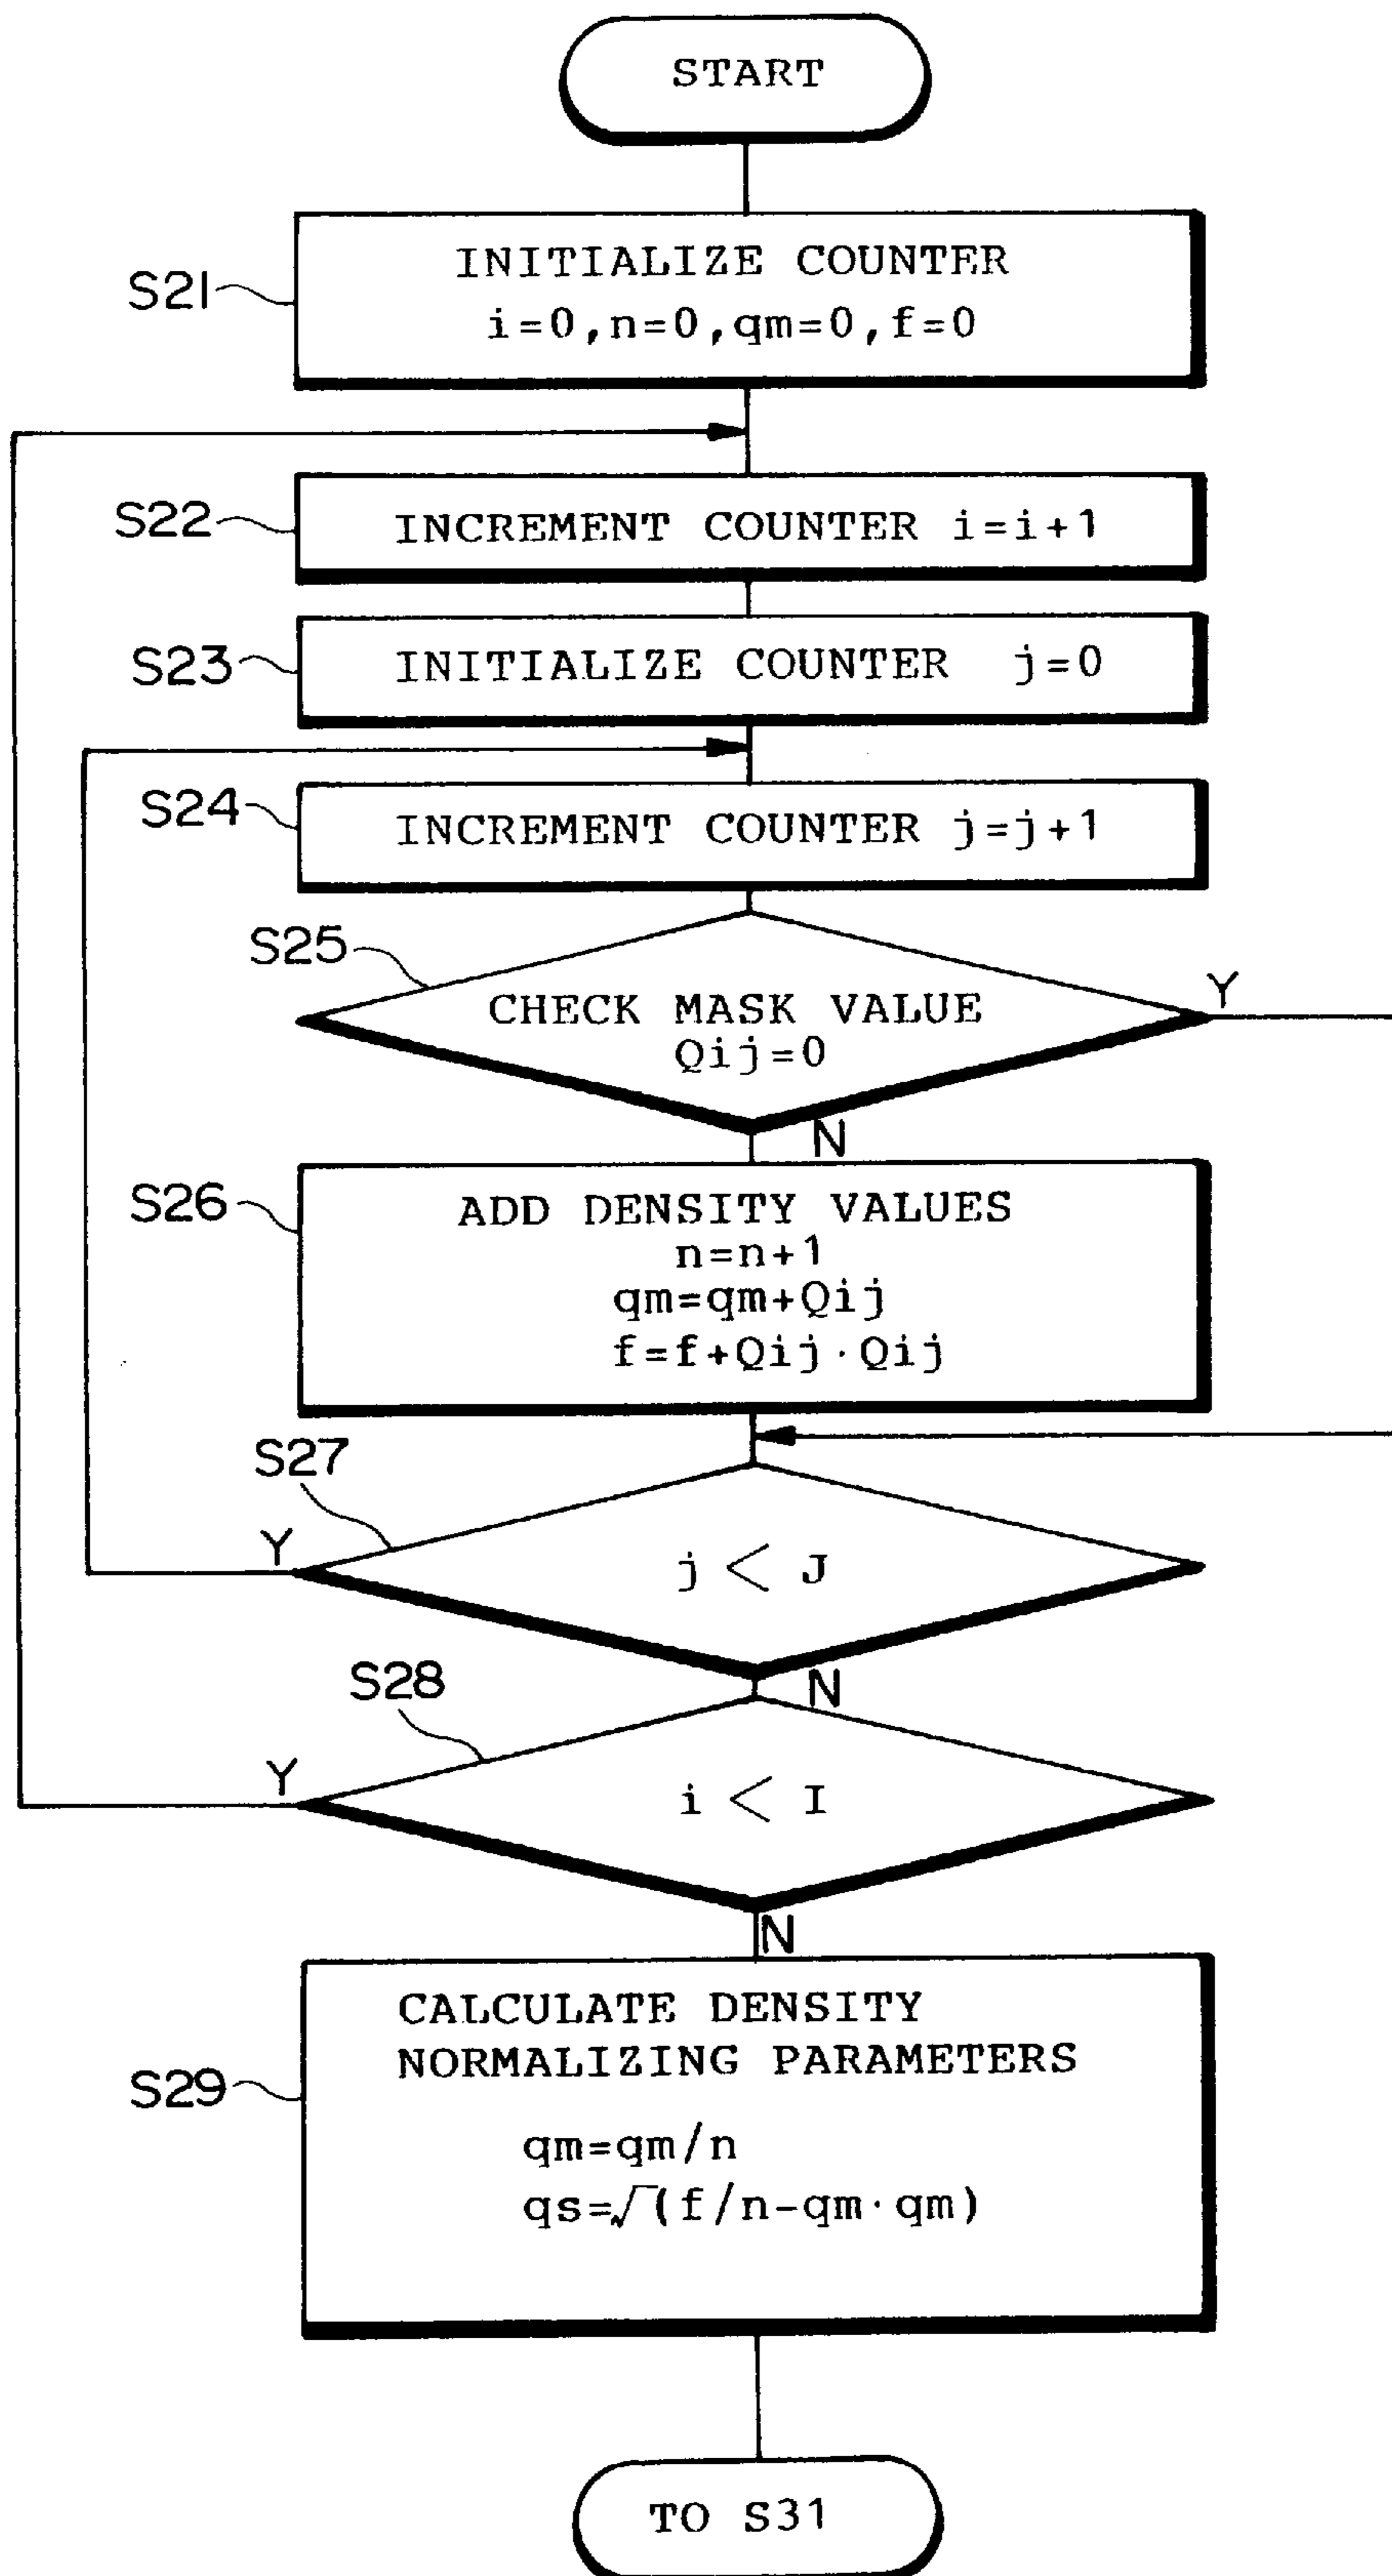 START
S21
INITIALIZE COUNTER
i=0,n=0,qm=0,f=0
S22
INCREMENT COUNTER i=i+1
S23
INITIALIZE COUNTER j=0
S24
INCREMENT COUNTER j=j+1
S25
CHECK MASK VALUE
Qij=0
Y
N
S26
ADD DENSITY VALUES
n=n+1
qm=qm+Qij
f=f+Qij·Qij
S27
j < J
Y
N
S28
i < I
Y
N
S29
CALCULATE DENSITY
NORMALIZING PARAMETERS
qm=qm/n
qs=√(f/n-qm·qm)
TO S31